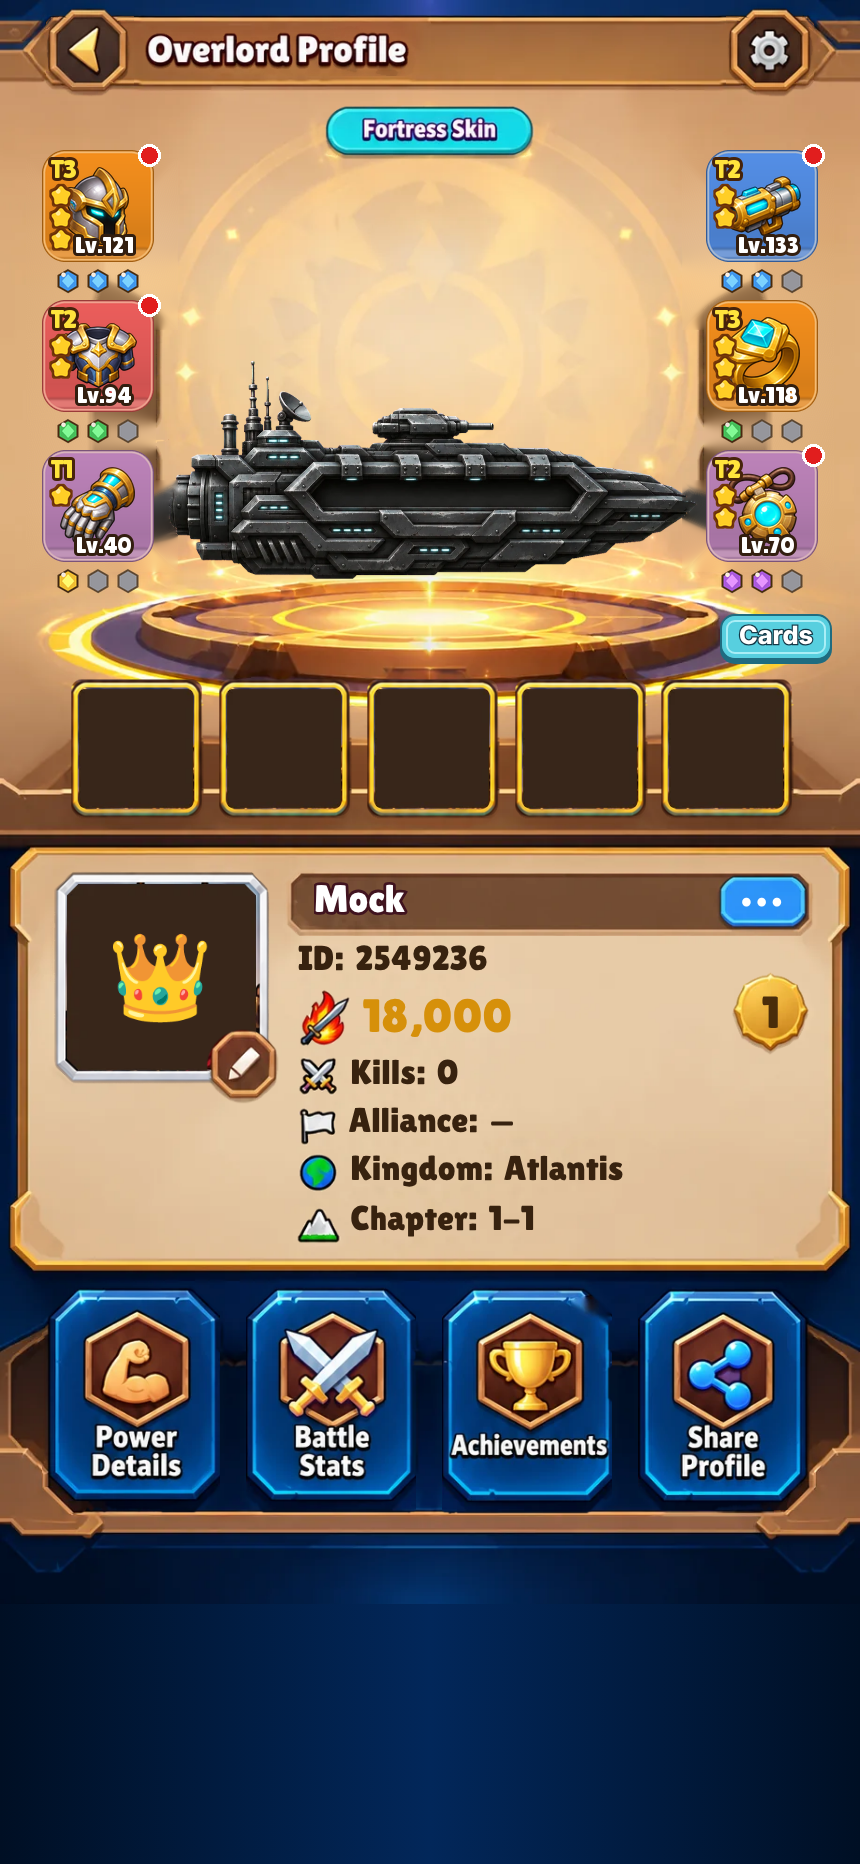 Overlord Profile
Fortress Skin
T3
Lv.121
T2
Lv.133
T2
Lv.94
T3
Lv.118
T1
Lv.40
T2
Lv.70
Cards
Mock
ID: 2549236
18,000
1
Kills: 0
Alliance: —
Kingdom: Atlantis
Chapter: 1-1
Power
Details
Battle
Stats
Achievements
Share
Profile